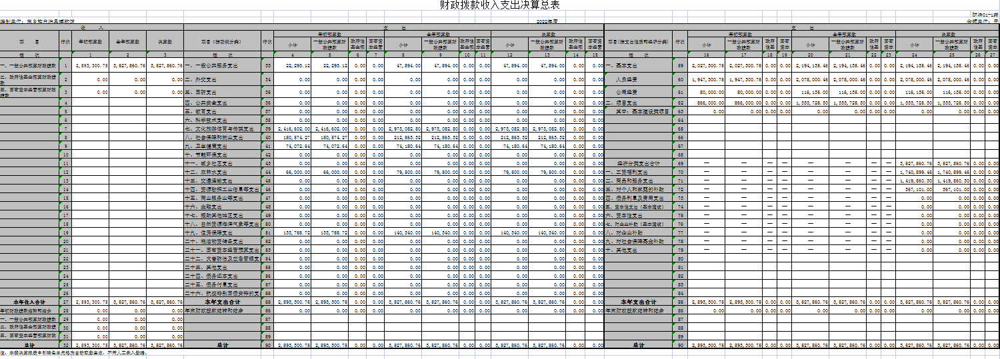 财政拨款收入支出决算总表
财决01-1表
编制单位：东乡族自治县博物馆 2022年度 金额单位：元
收 入 支 出 支 出
项 目 行次 年初预算数 全年预算数 决算数 项目（按功能分类） 行次 年初预算数 全年预算数 决算数 项目（按支出性质和经济分类） 行次 年初预算数 全年预算数 决算数
小计 一般公共预算财政拨款 政府性基金预 国有资本经营 小计 一般公共预算财政拨款 政府性基金预 国有资本经营 小计 一般公共预算财政拨款 政府性基金预 国有资本经营 小计 一般公共预算财政拨款 政府性基 国有资本 小计 一般公共预算财政拨款 政府性基 国有资本 小计 一般公共预算财政拨款 政府性基 国有资本
栏 次 1 2 3 栏 次 4 5 6 7 8 9 10 11 12 13 14 15 栏 次 16 17 18 19 20 21 22 23 24 25 26 27
一、一般公共预算财政拨款 1 2,893,300.75 3,527,860.76 3,527,860.76 一、一般公共服务支出 33 22,293.12 22,293.12 0.00 0.00 47,894.00 47,894.00 0.00 0.00 47,894.00 47,894.00 0.00 0.00 一、基本支出 59 2,027,300.75 2,027,300.75 0.00 0.00 2,194,135.46 2,194,135.46 0.00 0.00 2,194,135.46 2,194,135.46 0.00 0.00
二、政府性基金预算财政拨款 2 0.00 0.00 0.00 二、外交支出 34 0.00 0.00 0.00 0.00 0.00 0.00 0.00 0.00 0.00 0.00 0.00 0.00 人员经费 60 1,947,300.75 1,947,300.75 0.00 0.00 2,078,000.46 2,078,000.46 0.00 0.00 2,078,000.46 2,078,000.46 0.00 0.00
三、国有资本经营预算财政拨款 3 0.00 0.00 0.00 三、国防支出 35 0.00 0.00 0.00 0.00 0.00 0.00 0.00 0.00 0.00 0.00 0.00 0.00 公用经费 61 80,000.00 80,000.00 0.00 0.00 116,135.00 116,135.00 0.00 0.00 116,135.00 116,135.00 0.00 0.00
4 四、公共安全支出 36 0.00 0.00 0.00 0.00 0.00 0.00 0.00 0.00 0.00 0.00 0.00 0.00 二、项目支出 62 866,000.00 866,000.00 0.00 0.00 1,333,725.30 1,333,725.30 0.00 0.00 1,333,725.30 1,333,725.30 0.00 0.00
5 五、教育支出 37 0.00 0.00 0.00 0.00 0.00 0.00 0.00 0.00 0.00 0.00 0.00 0.00 其中：基本建设类项目 63 0.00 0.00 0.00 0.00 0.00 0.00 0.00 0.00 0.00 0.00 0.00 0.00
6 六、科学技术支出 38 0.00 0.00 0.00 0.00 0.00 0.00 0.00 0.00 0.00 0.00 0.00 0.00 64
7 七、文化旅游体育与传媒支出 39 2,416,602.00 2,416,602.00 0.00 0.00 2,973,082.80 2,973,082.80 0.00 0.00 2,973,082.80 2,973,082.80 0.00 0.00 65
8 八、社会保障和就业支出 40 180,574.27 180,574.27 0.00 0.00 212,863.32 212,863.32 0.00 0.00 212,863.32 212,863.32 0.00 0.00 66
9 九、卫生健康支出 41 74,072.64 74,072.64 0.00 0.00 74,180.64 74,180.64 0.00 0.00 74,180.64 74,180.64 0.00 0.00 67
10 十、节能环保支出 42 0.00 0.00 0.00 0.00 0.00 0.00 0.00 0.00 0.00 0.00 0.00 0.00 68
11 十一、城乡社区支出 43 0.00 0.00 0.00 0.00 0.00 0.00 0.00 0.00 0.00 0.00 0.00 0.00 经济分类支出合计 69 — — — — — — — — 3,527,860.76 3,527,860.76 0.00 0.00
12 十二、农林水支出 44 66,000.00 66,000.00 0.00 0.00 79,500.00 79,500.00 0.00 0.00 79,500.00 79,500.00 0.00 0.00 一、工资福利支出 70 — — — — — — — — 1,740,899.46 1,740,899.46 0.00 0.00
13 十三、交通运输支出 45 0.00 0.00 0.00 0.00 0.00 0.00 0.00 0.00 0.00 0.00 0.00 0.00 二、商品和服务支出 71 — — — — — — — — 1,419,860.30 1,419,860.30 0.00 0.00
14 十四、资源勘探工业信息等支出 46 0.00 0.00 0.00 0.00 0.00 0.00 0.00 0.00 0.00 0.00 0.00 0.00 三、对个人和家庭的补助 72 — — — — — — — — 367,101.00 367,101.00 0.00 0.00
15 十五、商业服务业等支出 47 0.00 0.00 0.00 0.00 0.00 0.00 0.00 0.00 0.00 0.00 0.00 0.00 四、债务利息及费用支出 73 — — — — — — — — 0.00 0.00 0.00 0.00
16 十六、金融支出 48 0.00 0.00 0.00 0.00 0.00 0.00 0.00 0.00 0.00 0.00 0.00 0.00 五、资本性支出（基本建设） 74 — — — — — — — — 0.00 0.00 0.00 0.00
17 十七、援助其他地区支出 49 0.00 0.00 0.00 0.00 0.00 0.00 0.00 0.00 0.00 0.00 0.00 0.00 六、资本性支出 75 — — — — — — — — 0.00 0.00 0.00 0.00
18 十八、自然资源海洋气象等支出 50 0.00 0.00 0.00 0.00 0.00 0.00 0.00 0.00 0.00 0.00 0.00 0.00 七、对企业补助（基本建设） 76 — — — — — — — — 0.00 0.00 0.00 0.00
19 十九、住房保障支出 51 133,758.72 133,758.72 0.00 0.00 140,340.00 140,340.00 0.00 0.00 140,340.00 140,340.00 0.00 0.00 八、对企业补助 77 — — — — — — — — 0.00 0.00 0.00 0.00
20 二十、粮油物资储备支出 52 0.00 0.00 0.00 0.00 0.00 0.00 0.00 0.00 0.00 0.00 0.00 0.00 九、对社会保障基金补助 78 — — — — — — — — 0.00 0.00 0.00 0.00
21 二十一、国有资本经营预算支出 53 0.00 0.00 0.00 0.00 0.00 0.00 0.00 0.00 0.00 0.00 0.00 0.00 十、其他支出 79 — — — — — — — — 0.00 0.00 0.00 0.00
22 二十二、灾害防治及应急管理支 54 0.00 0.00 0.00 0.00 0.00 0.00 0.00 0.00 0.00 0.00 0.00 0.00 80
23 二十三、其他支出 55 0.00 0.00 0.00 0.00 0.00 0.00 0.00 0.00 0.00 0.00 0.00 0.00 81
24 二十四、债务还本支出 56 0.00 0.00 0.00 0.00 0.00 0.00 0.00 0.00 0.00 0.00 0.00 0.00 82
25 二十五、债务付息支出 57 0.00 0.00 0.00 0.00 0.00 0.00 0.00 0.00 0.00 0.00 0.00 0.00 83
26 二十六、抗疫特别国债安排的支 58 0.00 0.00 0.00 0.00 0.00 0.00 0.00 0.00 0.00 0.00 0.00 0.00 84
本年收入合计 27 2,893,300.75 3,527,860.76 3,527,860.76 本年支出合计 85 2,893,300.75 2,893,300.75 0.00 0.00 3,527,860.76 3,527,860.76 0.00 0.00 3,527,860.76 3,527,860.76 0.00 0.00 本年支出合计 85 2,893,300.75 2,893,300.75 0.00 0.00 3,527,860.76 3,527,860.76 0.00 0.00 3,527,860.76 3,527,860.76 0.00 0.00
年初财政拨款结转和结余 28 0.00 0.00 0.00 年末财政拨款结转和结余 86 0.00 0.00 0.00 0.00 0.00 0.00 0.00 0.00 0.00 0.00 0.00 0.00 年末财政拨款结转和结余 86 0.00 0.00 0.00 0.00 0.00 0.00 0.00 0.00 0.00 0.00 0.00 0.00
一、一般公共预算财政拨款 29 0.00 0.00 0.00 87 87
二、政府性基金预算财政拨 30 0.00 0.00 0.00 88 88
三、国有资本经营预算财政 31 0.00 0.00 0.00 89 89
总计 32 2,893,300.75 3,527,860.76 3,527,860.76 总计 90 2,893,300.75 2,893,300.75 0.00 0.00 3,527,860.76 3,527,860.76 0.00 0.00 3,527,860.76 3,527,860.76 0.00 0.00 总计 90 2,893,300.75 2,893,300.75 0.00 0.00 3,527,860.76 3,527,860.76 0.00 0.00 3,527,860.76 3,527,860.76 0.00 0.00
注：本套决算报表中刷绿色单元格为自动取数生成，不需人工录入数据。